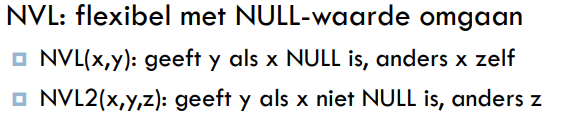 NVL: flexibel met NULL-waarde omgaan
NVL(x,y): geeft y als x NULL is, anders x zelf
NVL2(x,y,z): geeft y als x niet NULL is, anders z